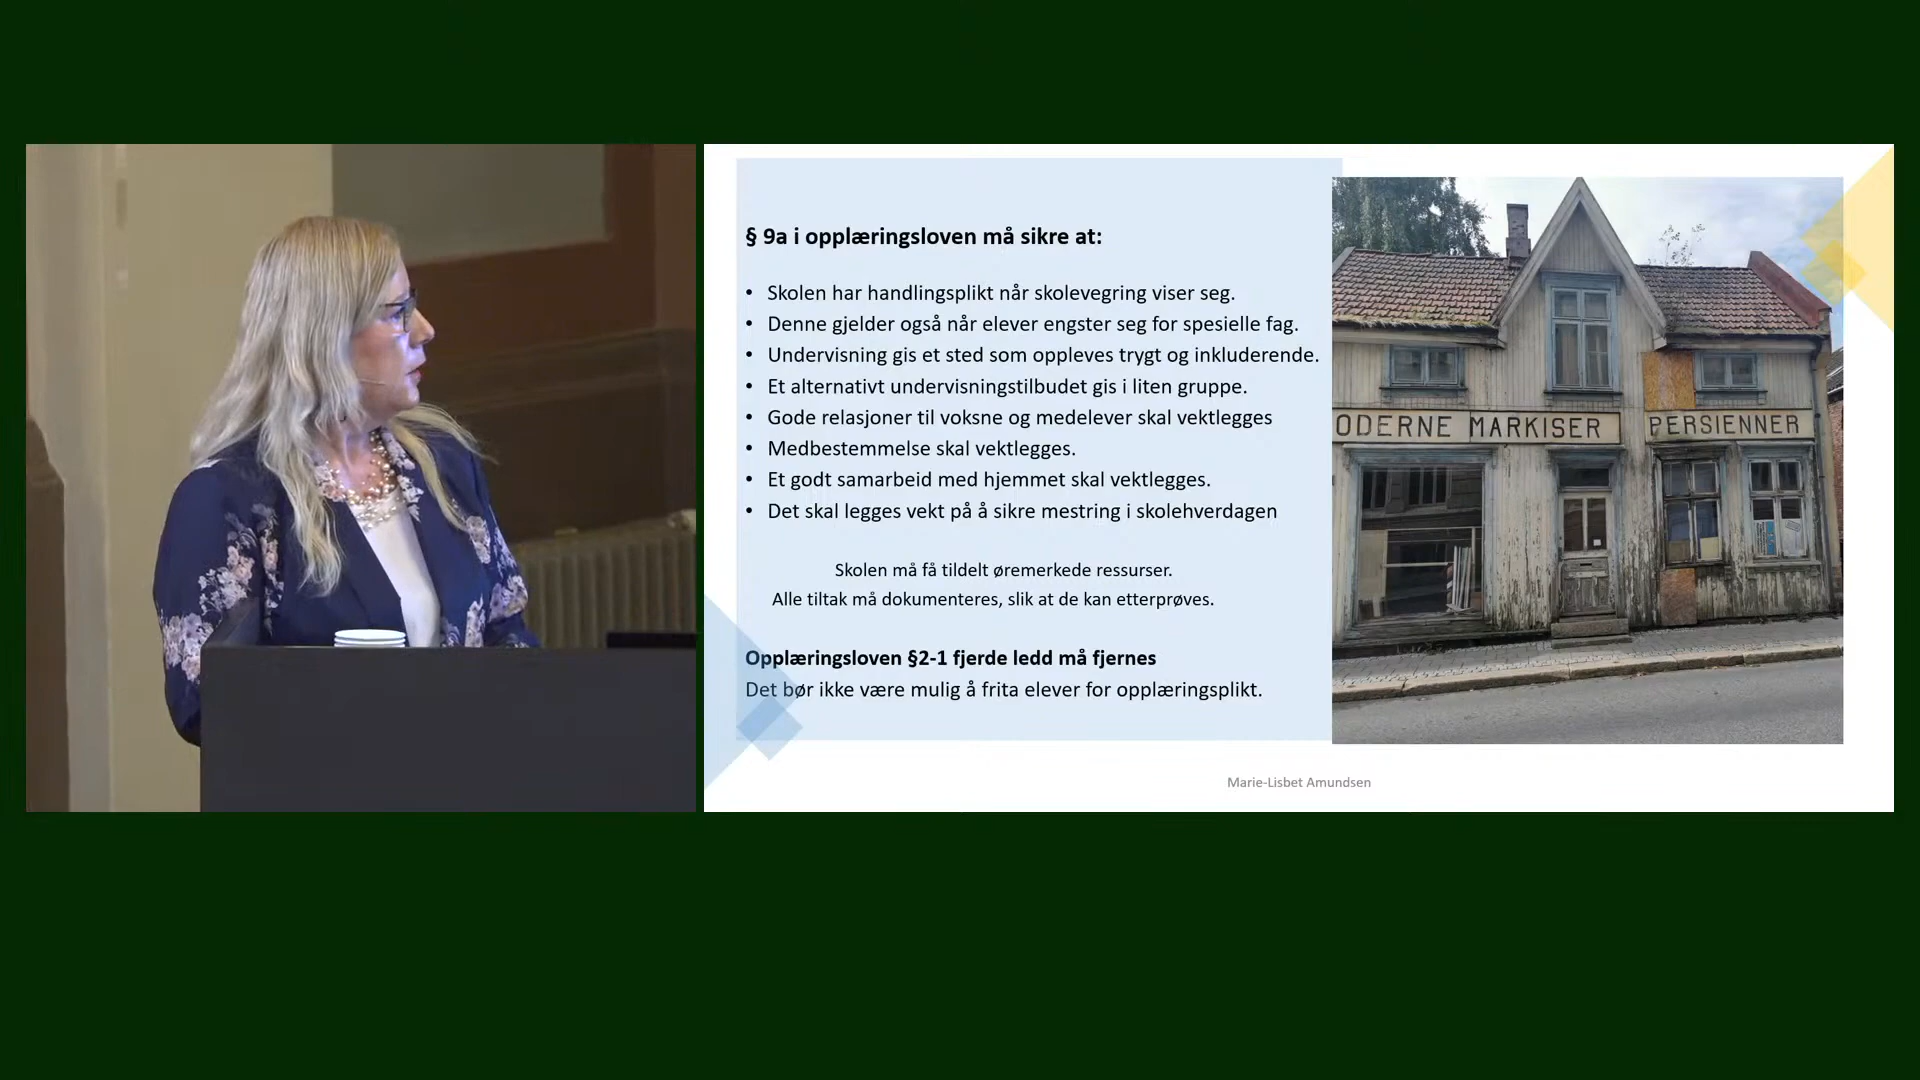 § 9a i opplæringsloven må sikre at:
• Skolen har handlingsplikt når skolevegring viser seg.
• Denne gjelder også når elever engster seg for spesielle fag.
• Undervisning gis et sted som oppleves trygt og inkluderende.
• Et alternativt undervisningstilbudet gis i liten gruppe.
• Gode relasjoner til voksne og medelever skal vektlegges
• Medbestemmelse skal vektlegges.
• Et godt samarbeid med hjemmet skal vektlegges.
• Det skal legges vekt på å sikre mestring i skolehverdagen
Skolen må få tildelt øremerkede ressurser.
Alle tiltak må dokumenteres, slik at de kan etterprøves.
Opplæringsloven §2-1 fjerde ledd må fjernes
Det bør ikke være mulig å frita elever for opplæringsplikt.
ODERNE MARKISER PERSIENNER
Marie-Lisbet Amundsen